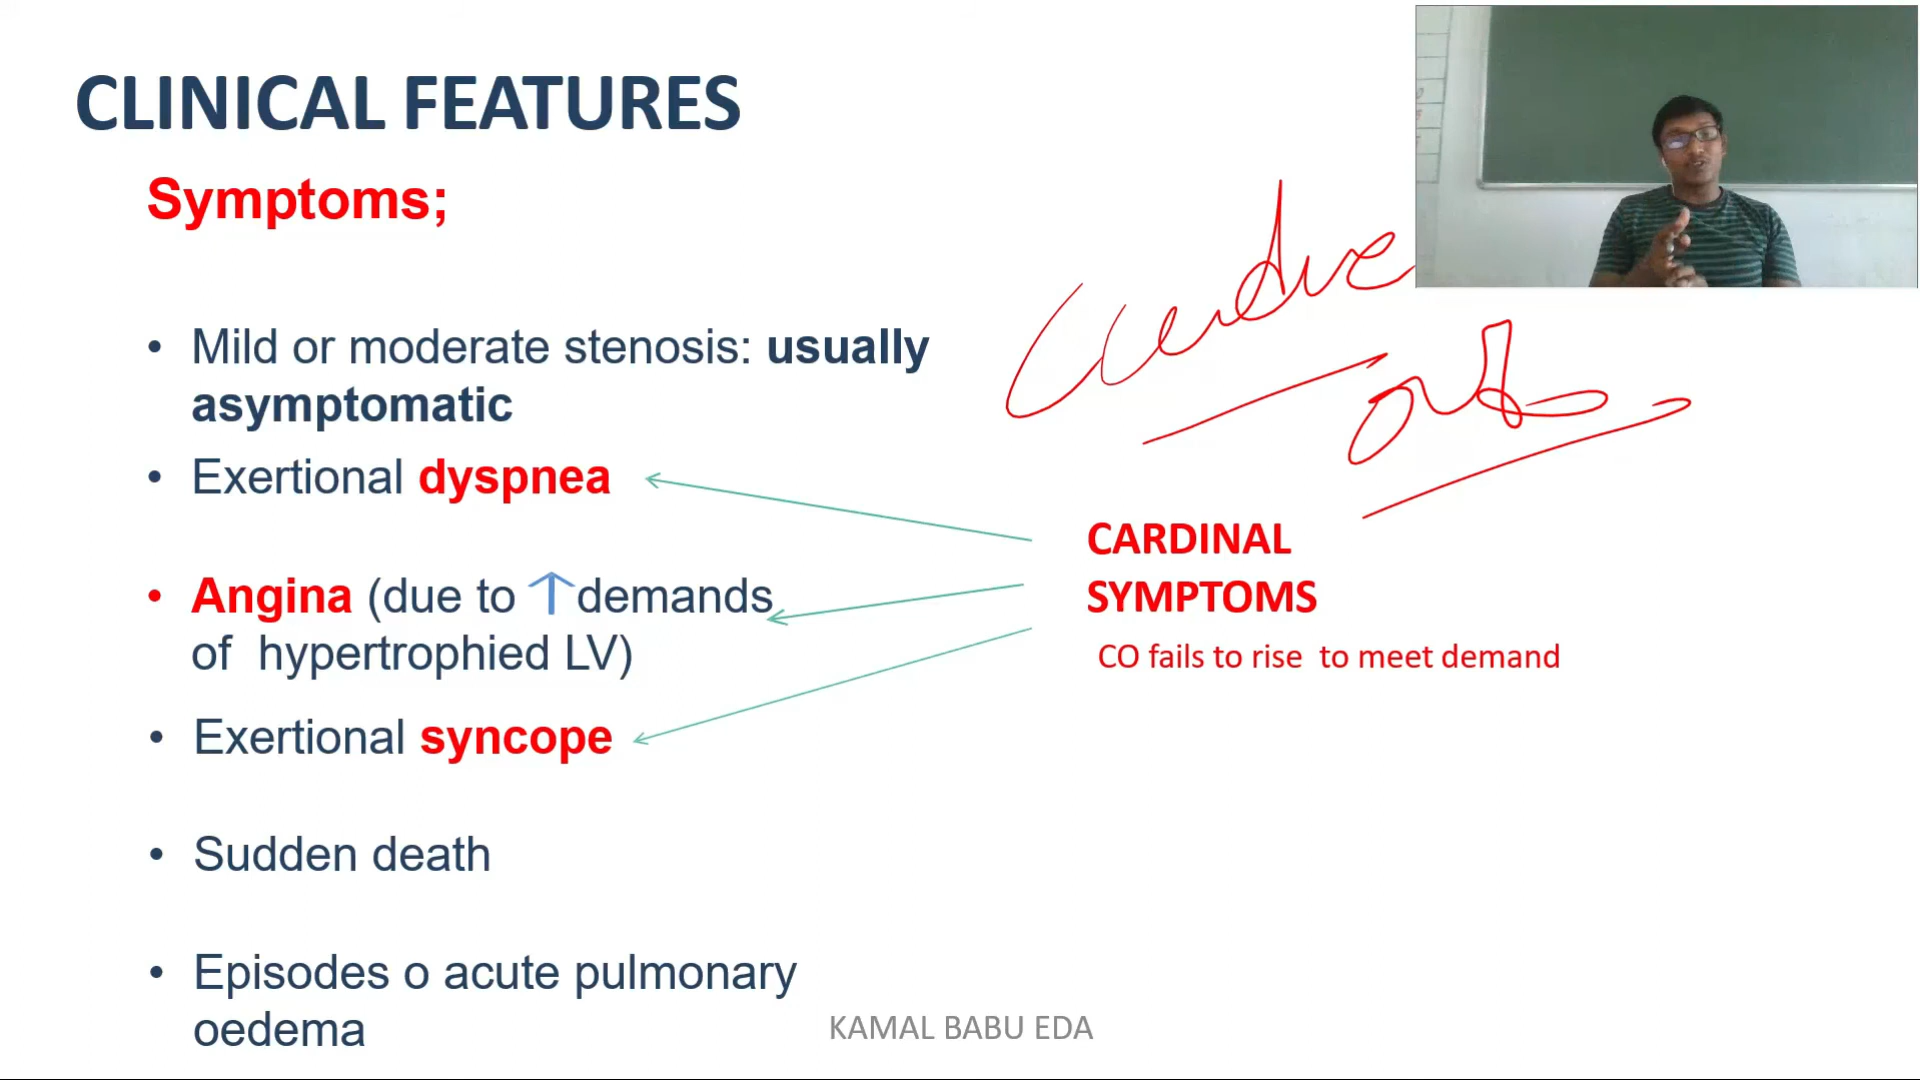 CLINICAL FEATURES
Symptoms;
• Mild or moderate stenosis: usually
asymptomatic
• Exertional dyspnea
• Angina (due to ↑ demands
of hypertrophied LV)
• Exertional syncope
• Sudden death
• Episodes o acute pulmonary
oedema
CARDINAL
SYMPTOMS
CO fails to rise to meet demand
KAMAL BABU EDA